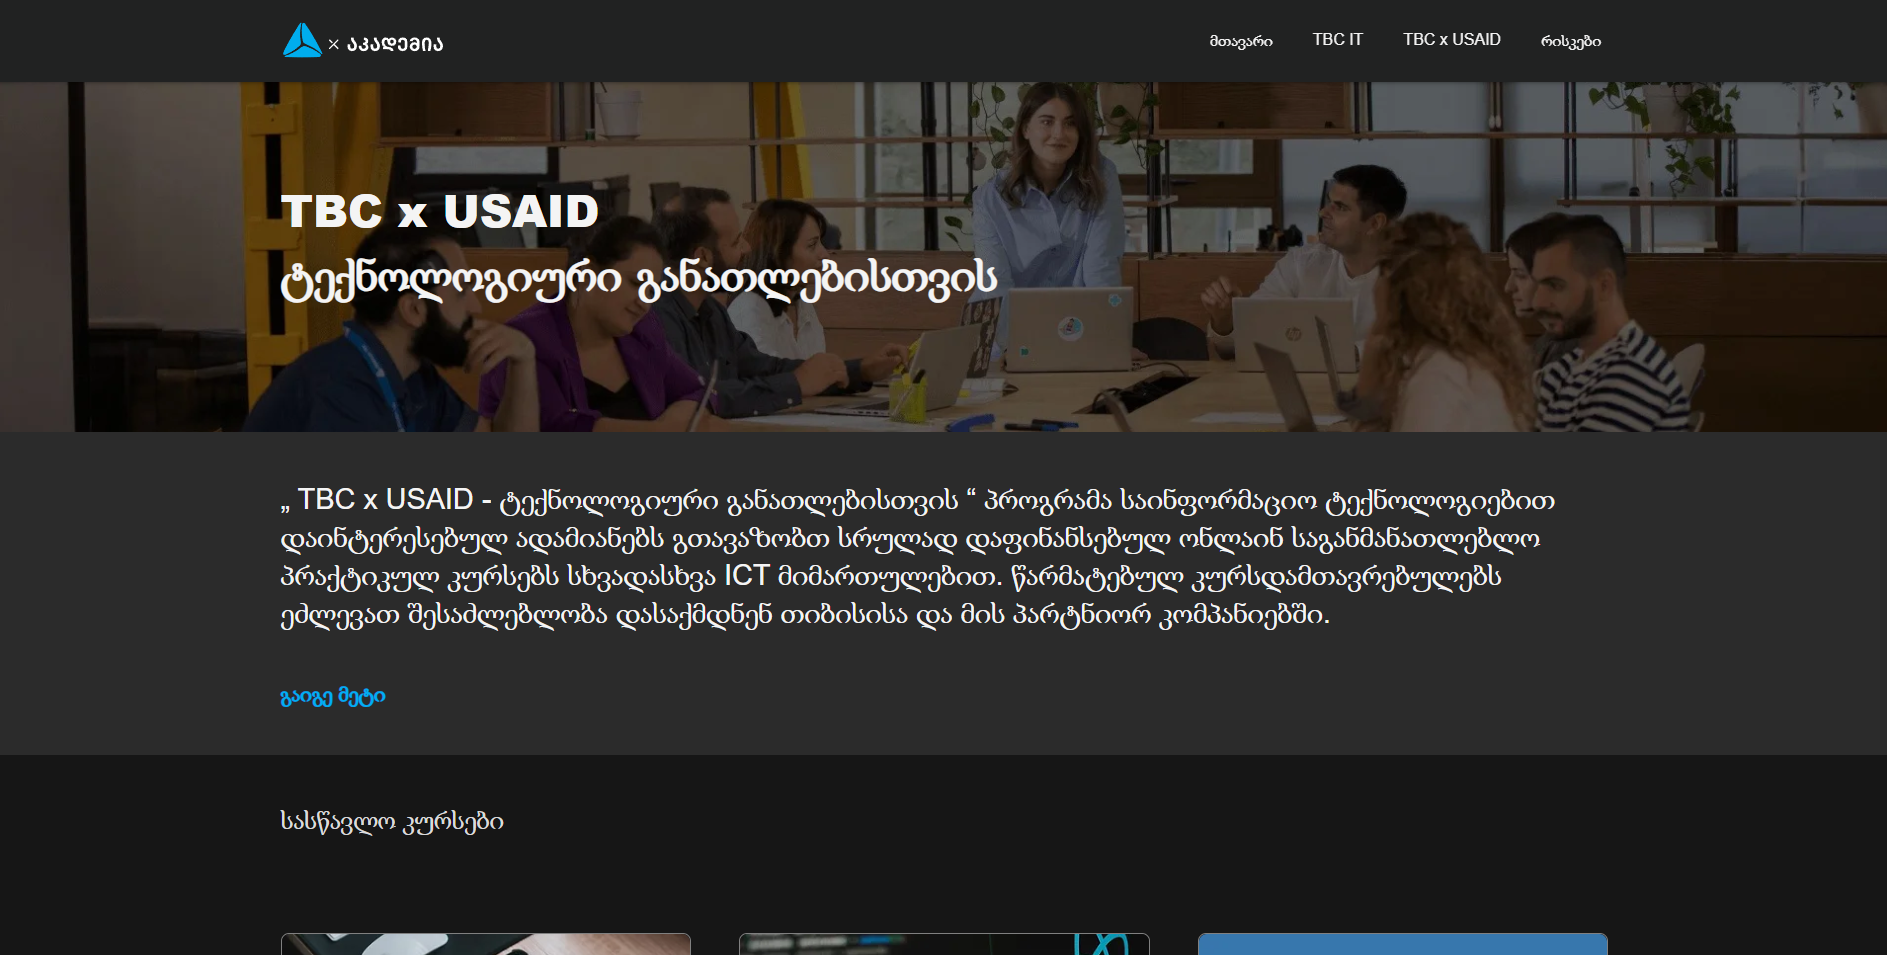 × აკადემია
მთავარი TBC IT TBC x USAID რისკები
TBC x USAID
ტექნოლოგიური განათლებისთვის
„ TBC x USAID - ტექნოლოგიური განათლებისთვის “ პროგრამა საინფორმაციო ტექნოლოგიებით
დაინტერესებულ ადამიანებს გთავაზობთ სრულად დაფინანსებულ ონლაინ საგანმანათლებლო
პრაქტიკულ კურსებს სხვადასხვა ICT მიმართულებით. წარმატებულ კურსდამთავრებულებს
ეძლევათ შესაძლებლობა დასაქმდნენ თიბისისა და მის პარტნიორ კომპანიებში.
გაიგე მეტი
სასწავლო კურსები